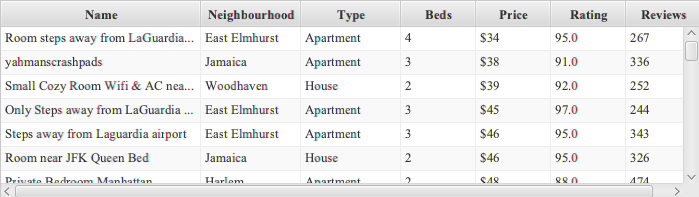 Name Neighbourhood Type Beds Price Rating Reviews
Room steps away from LaGuardia... East Elmhurst Apartment 4 $34 95.0 267
yahmanscrashpads Jamaica Apartment 3 $38 91.0 336
Small Cozy Room Wifi & AC nea... Woodhaven House 2 $39 92.0 252
Only Steps away from LaGuardia ... East Elmhurst Apartment 3 $45 97.0 244
Steps away from Laguardia airport East Elmhurst Apartment 3 $46 95.0 343
Room near JFK Queen Bed Jamaica House 2 $46 95.0 326
Private Bedroom Manhattan Harlem Apartment 2 $48 88.0 474